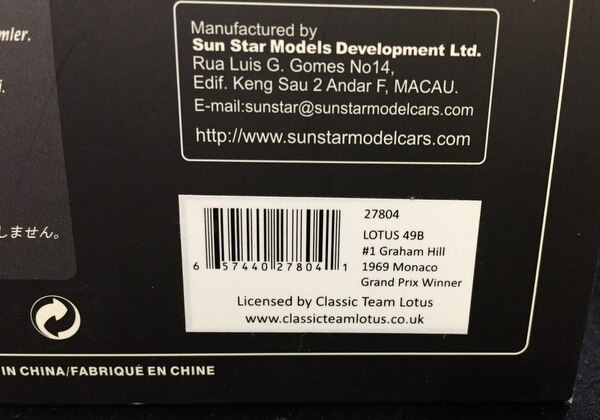 mler.
i.
しません。
Manufactured by
Sun Star Models Development Ltd.
Rua Luis G. Gomes No14,
Edif. Keng Sau 2 Andar F, MACAU.
E-mail:sunstar@sunstarmodelcars.com
http://www.sunstarmodelcars.com
27804
LOTUS 49B
#1 Graham Hill
1969 Monaco
Grand Prix Winner
6 57440 27804 1
Licensed by Classic Team Lotus
www.classicteamlotus.co.uk
IN CHINA/FABRIQUÉ EN CHINE